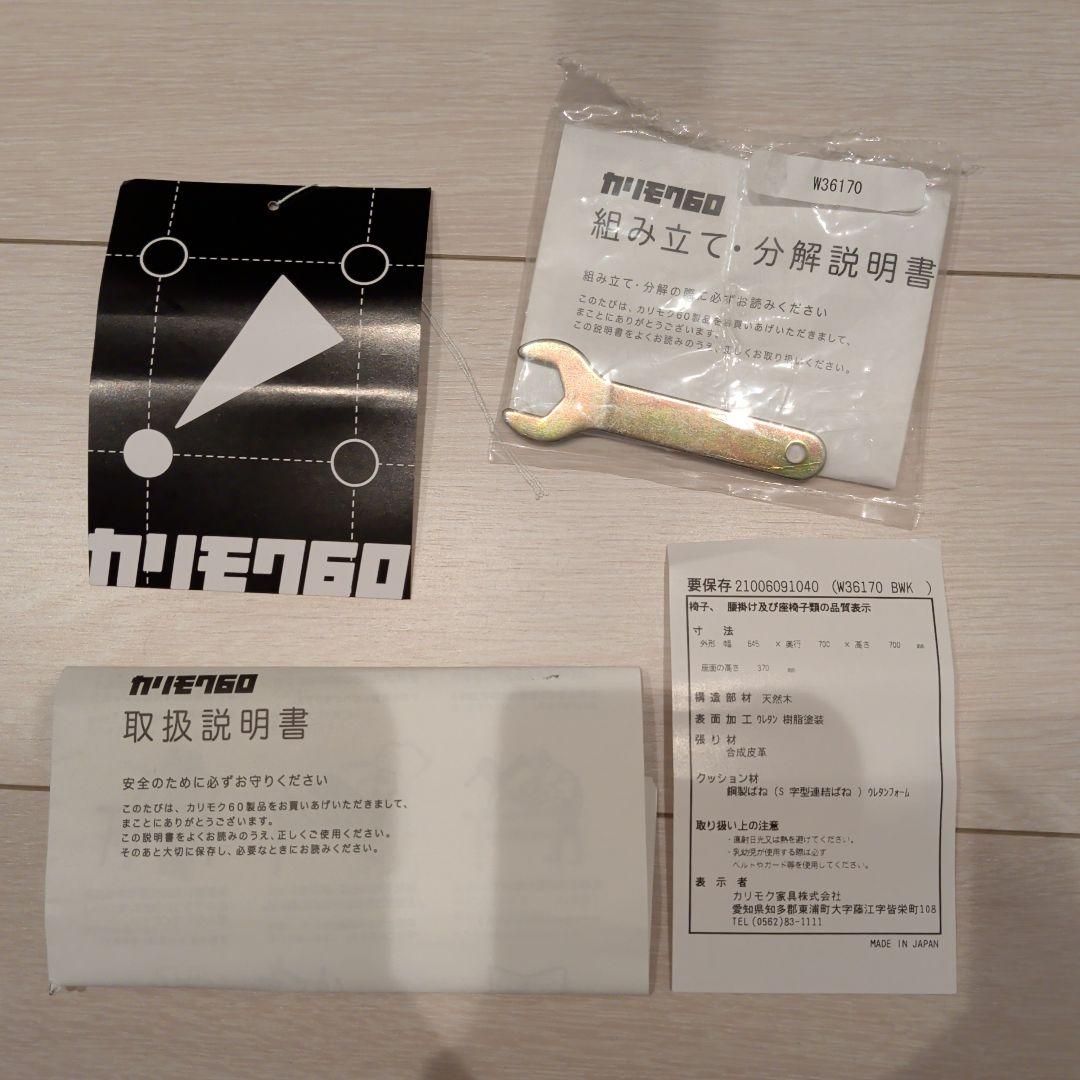 カリモク60
W36170
カリモク60
組み立て・分解説明書
組み立て・分解の際に必ずお読みください
このたびは、カリモク60製品をお買いあげいただきまして、
まことにありがとうございます。
この説明書をよくお読みのうえ、正しくお取り扱いください。
カリモク60
取扱説明書
安全のために必ずお守りください
このたびは、カリモク60製品をお買いあげいただきまして、
まことにありがとうございます。
この説明書をよくお読みのうえ、正しくご使用ください。
そのあと大切に保存し、必要なときにお読みください。
要保存 21006091040 (W36170 BWK )
椅子、 腰掛け及び座椅子類の品質表示
寸 法
外形 幅 645 × 奥行 700 × 高さ 700 mm
座面の高さ 370 mm
構造部材 天然木
表面加工 ウレタン 樹脂塗装
張り材
合成皮革
クッション材
鋼製ばね (S 字型連結ばね ) ウレタンフォーム
取り扱い上の注意
・直射日光又は熱を避けてください。
・乳幼児が使用する際は必ず
ベルトやガード等を使用してください。
表 示 者
カリモク家具株式会社
愛知県知多郡東浦町大字藤江字皆栄町108
TEL(0562)83-1111
MADE IN JAPAN